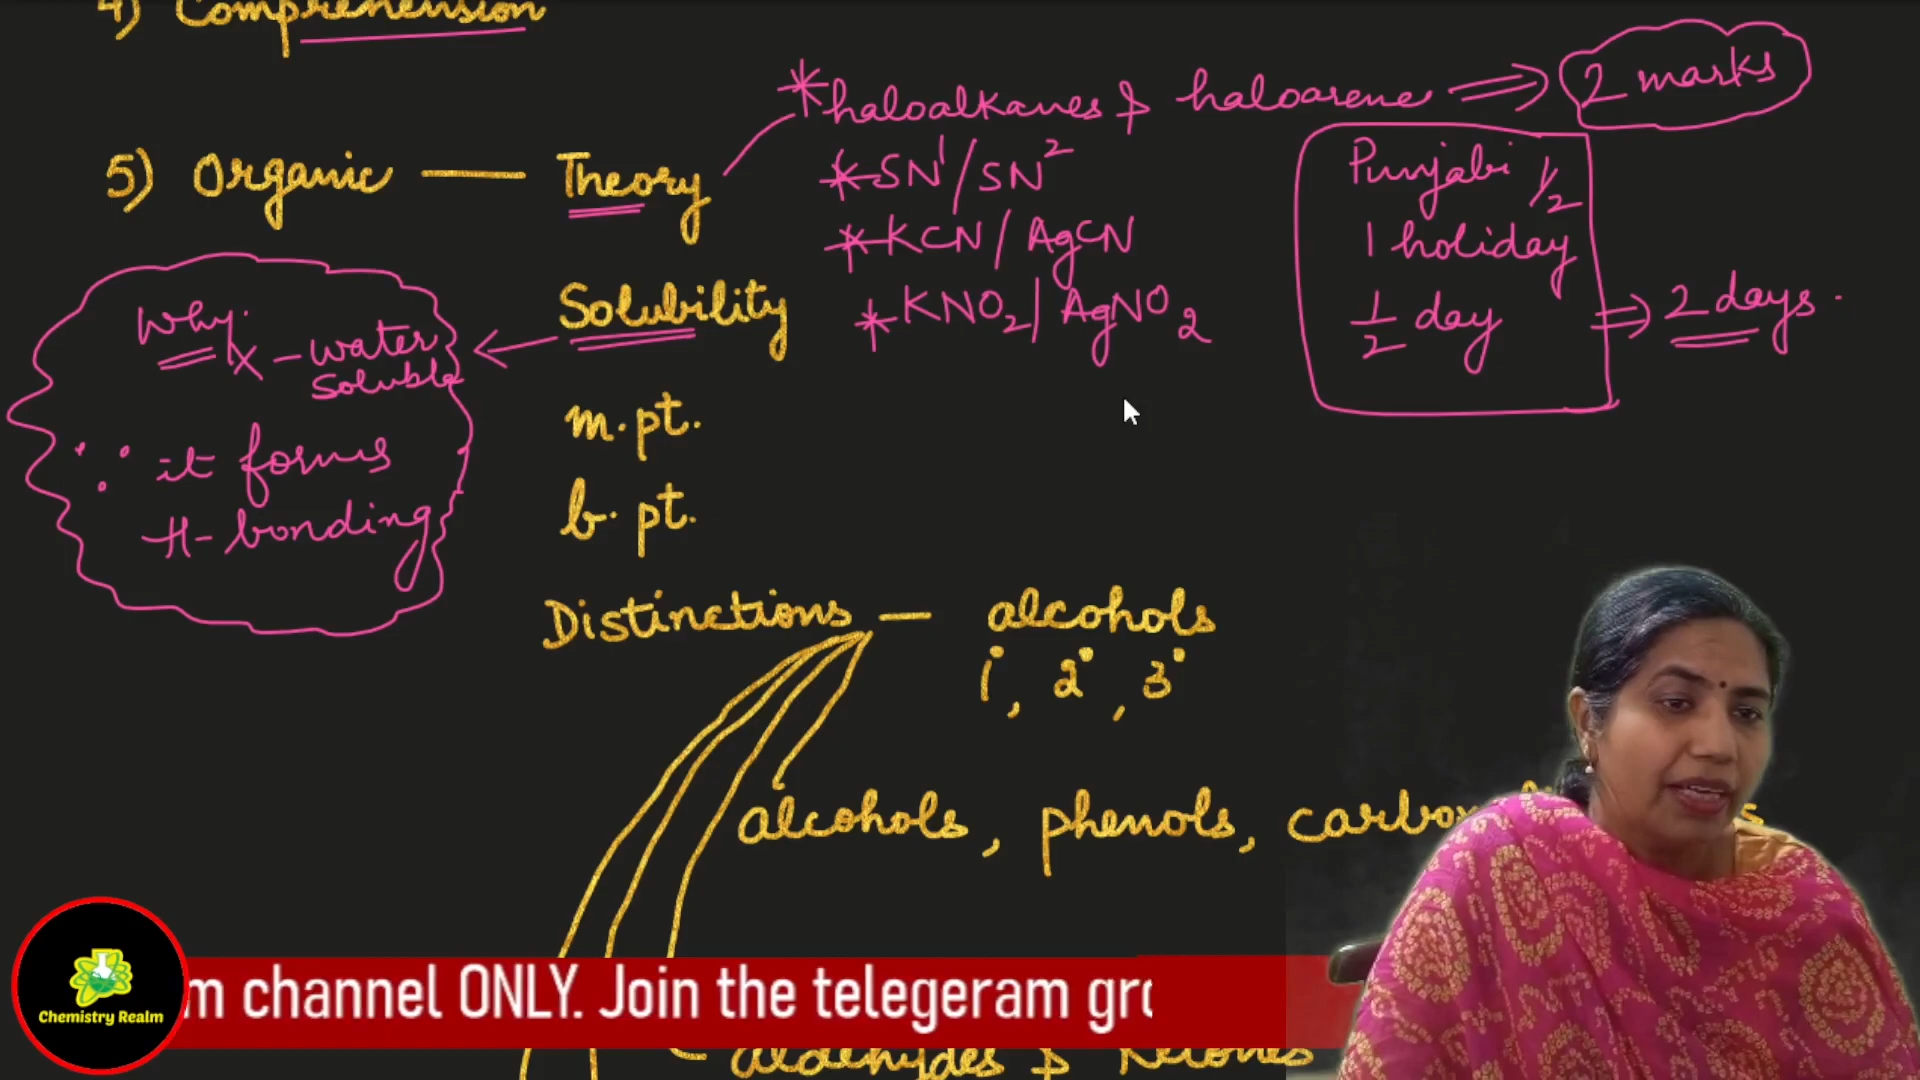 4) Comprehension
*haloalkanes & haloarene ⟹ 2 marks
5) Organic — Theory
*SN1/SN2
*KCN/AgCN
*KNO2|AgNO2
Punjabi 1/2
1 holiday
1/2 day ⟹ 2 days.
Solubility
Why.
X - water
soluble
∵ it forms
H-bonding
m.pt.
b.pt.
Distinctions — alcohols
1°, 2°, 3°
alcohols, phenols, carbox
m channel ONLY. Join the telegeram gro
Chemistry Realm
aldehydes & ketones